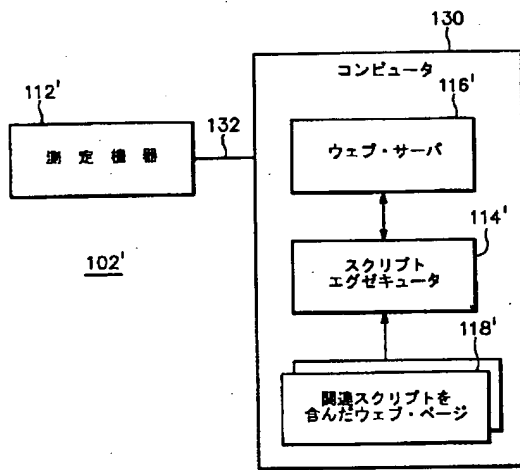 130
コンピュータ
112'
116'
132
測 定 機 器
ウェブ・サーバ
102'
114'
スクリプト
エグゼキュータ
118'
関連スクリプトを
含んだウェブ・ページ